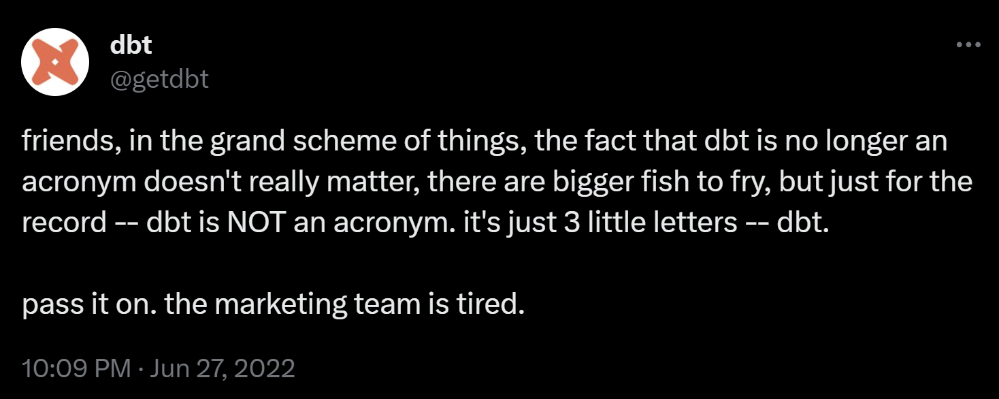 dbt
@getdbt
friends, in the grand scheme of things, the fact that dbt is no longer an
acronym doesn't really matter, there are bigger fish to fry, but just for the
record -- dbt is NOT an acronym. it's just 3 little letters -- dbt.
pass it on. the marketing team is tired.
10:09 PM · Jun 27, 2022